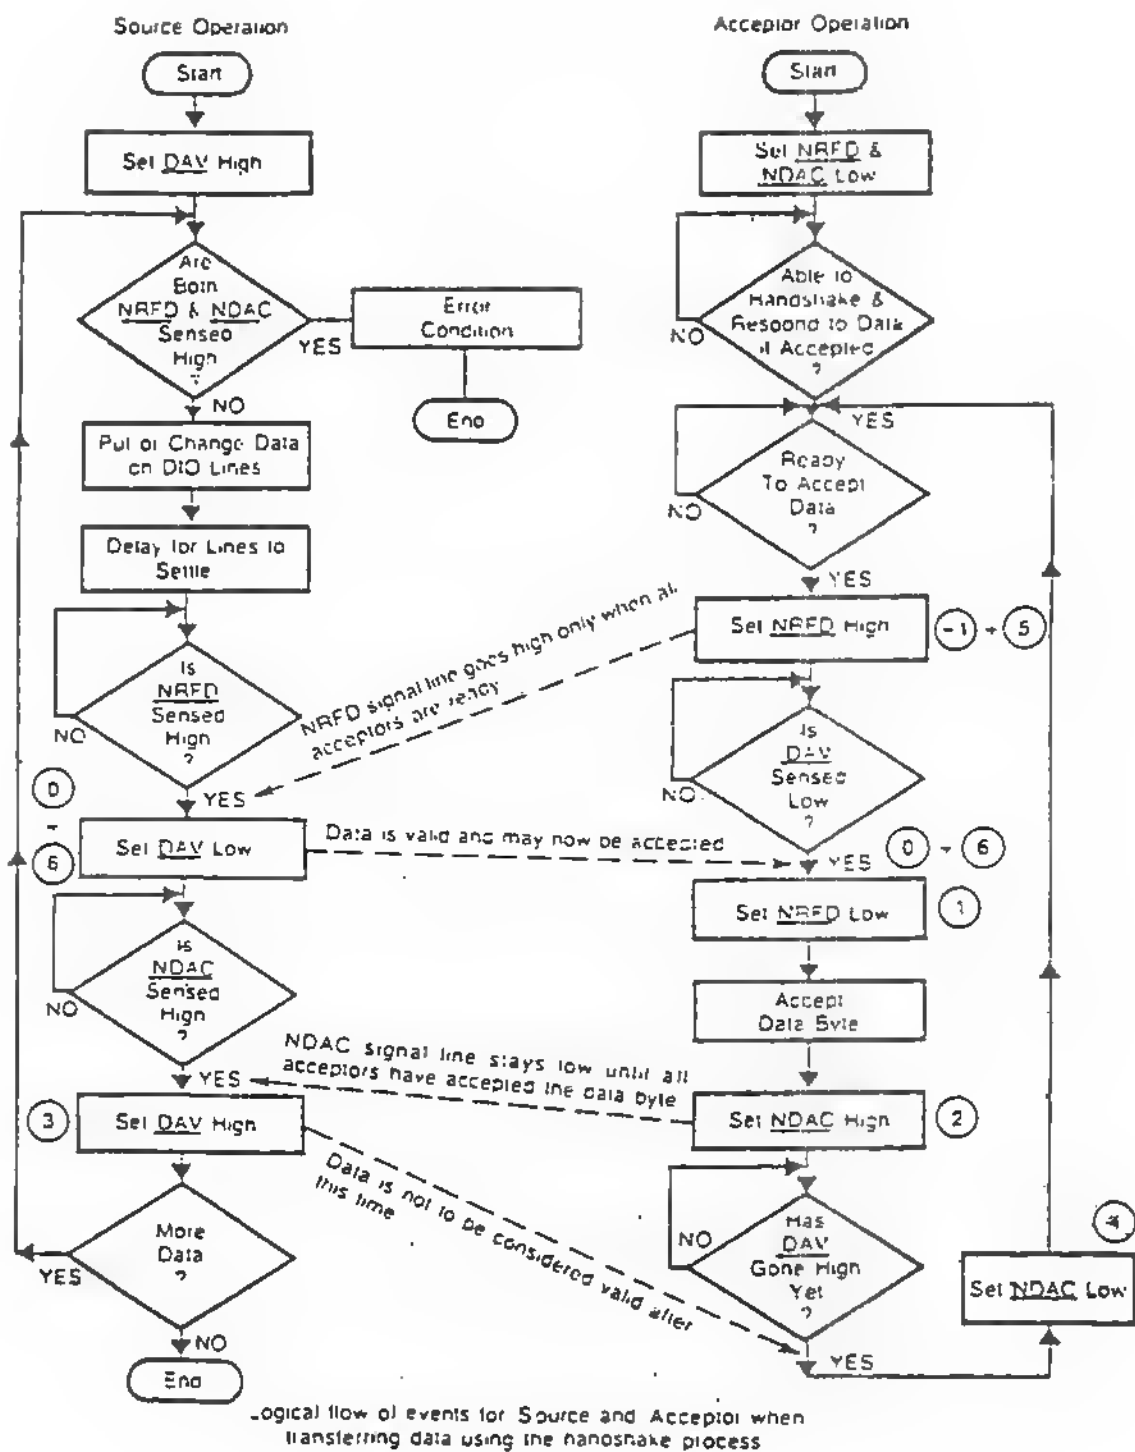 Source Operation
Start
Set DAV High
Are
Both
NRFD & NDAC
Sensed
High
?
YES
Error
Condition
End
NO
Put or Change Data
on DIO Lines
Delay for Lines to
Settle
Is
NRFD
Sensed
High
?
NO
YES
0
-
6
Set DAV Low
Is
NDAC
Sensed
High
?
NO
YES
3
Set DAV High
More
Data
?
YES
NO
End
NRFD signal line goes high only when all
acceptors are ready
Data is valid and may now be accepted
NDAC signal line stays low until all
acceptors have accepted the data byte
Data is not to be considered valid after
this time
Acceptor Operation
Start
Set NRFD &
NDAC Low
Able to
Handshake &
Respond to Data
if Accepted
?
NO
YES
Ready
To Accept
Data
?
NO
YES
Set NRFD High
-1 - 5
Is
DAV
Sensed
Low
?
NO
YES
0 - 6
Set NRFD Low
1
Accept
Data Byte
Set NDAC High
2
Has
DAV
Gone High
Yet
?
NO
YES
4
Set NDAC Low
Logical flow of events for Source and Acceptor when
transferring data using the handshake process